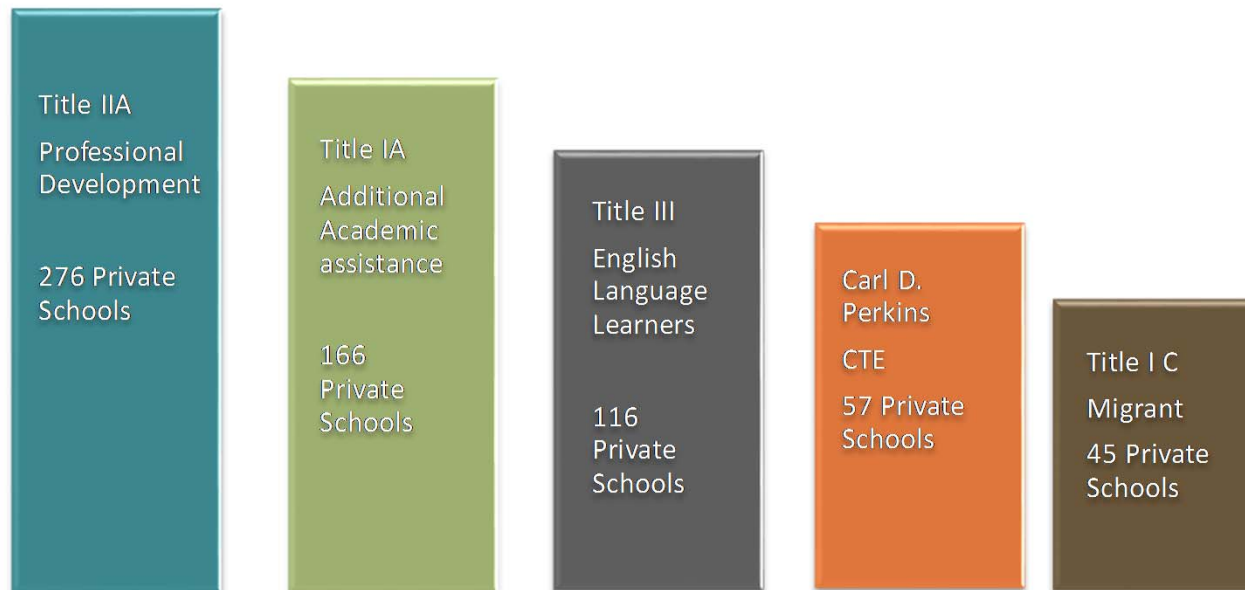 Title IIA
Professional
Development
276 Private
Schools
Title IA
Additional
Academic
assistance
166
Private
Schools
Title III
English
Language
Learners
116
Private
Schools
Carl D.
Perkins
CTE
57 Private
Schools
Title I C
Migrant
45 Private
Schools